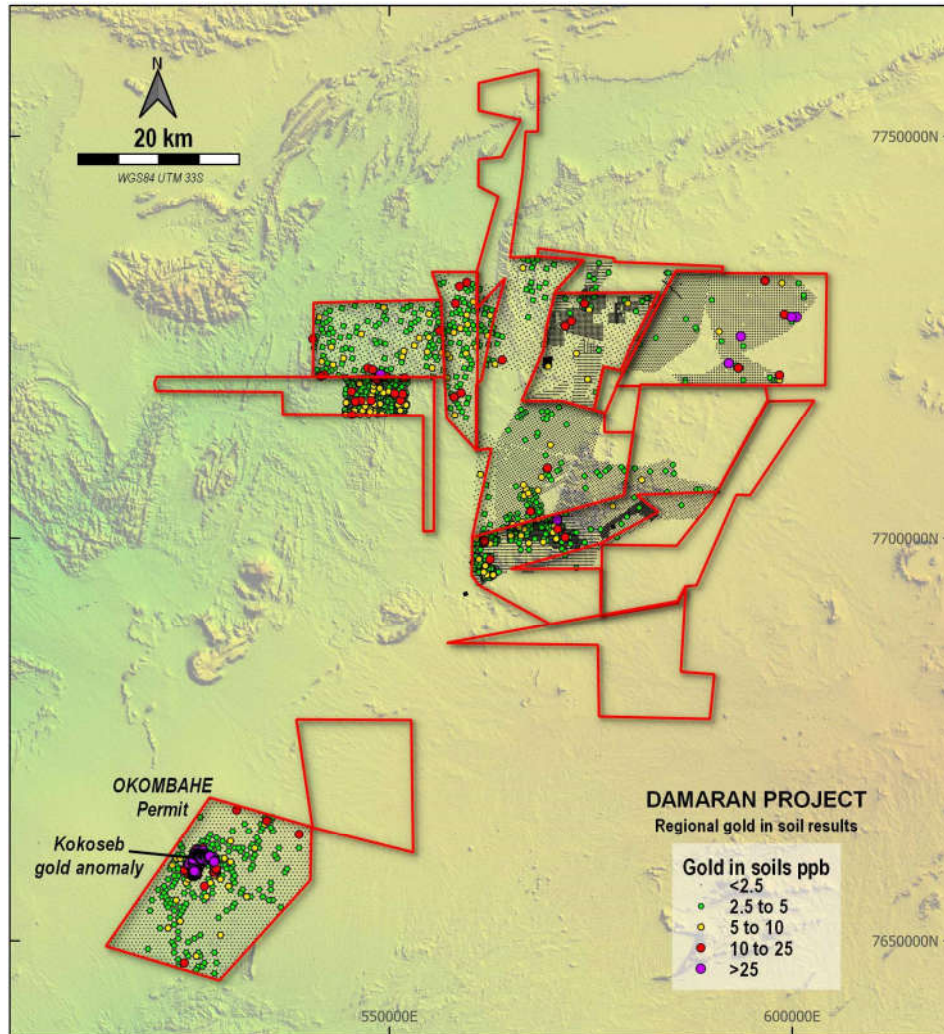 N
20 km
WGS84 UTM 33S
7750000N
7700000N
OKOMBAHE
Permit
Kokoseb
gold anomaly
DAMARAN PROJECT
Regional gold in soil results
Gold in soils ppb
<2.5
2.5 to 5
5 to 10
10 to 25
>25
7650000N
550000E
600000E